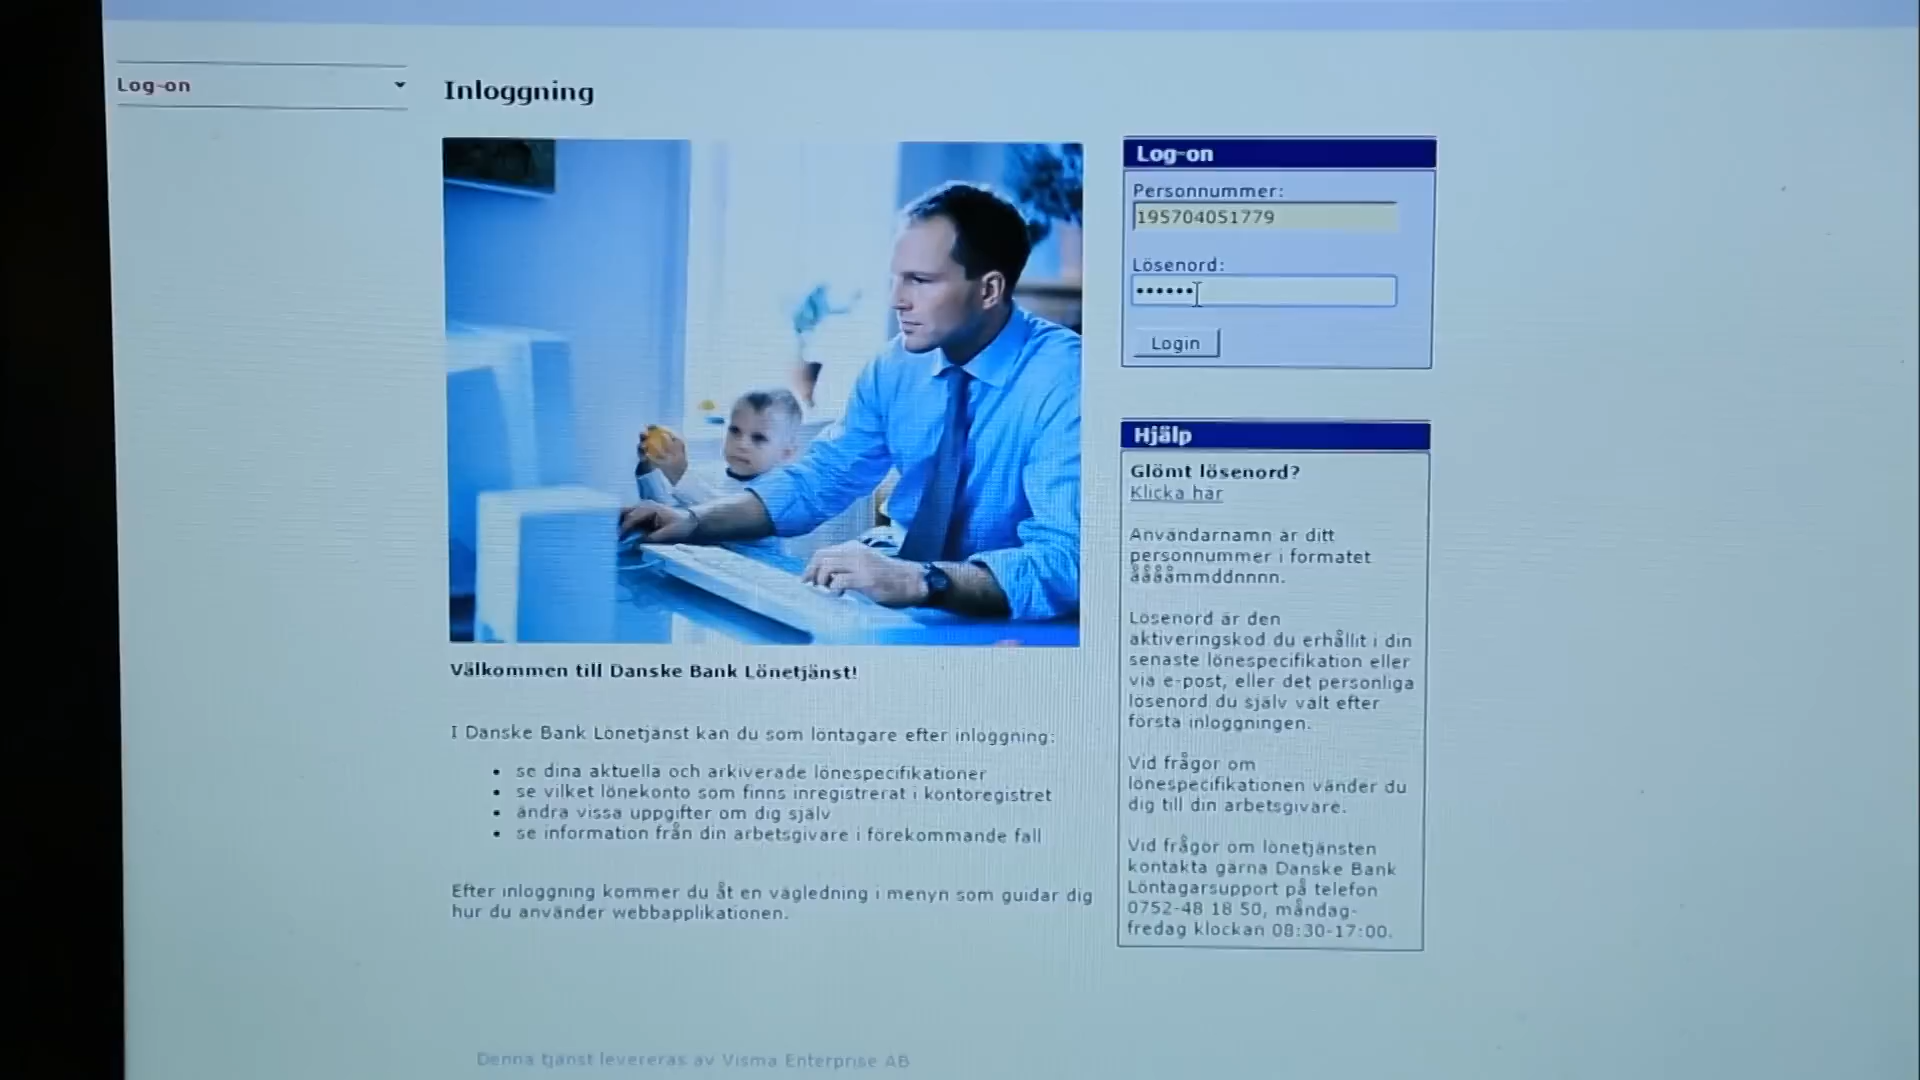 Log-on
Inloggning
Log-on
Personnummer:
195704051779
Lösenord:
••••••
Login
Hjälp
Glömt lösenord?
Klicka här
Användarnamn är ditt
personnummer i formatet
ååååmmddnnnn.
Lösenord är den
aktiveringskod du erhållit i din
senaste lönespecifikation eller
via e-post, eller det personliga
lösenord du själv valt efter
första inloggningen.
Vid frågor om
lönespecifikationen vänder du
dig till din arbetsgivare.
Vid frågor om lönetjänsten
kontakta gärna Danske Bank
Löntagarsupport på telefon
0752-48 18 50, måndag-
fredag klockan 08:30-17:00.
Välkommen till Danske Bank Lönetjänst!
I Danske Bank Lönetjänst kan du som löntagare efter inloggning:
• se dina aktuella och arkiverade lönespecifikationer
• se vilket lönekonto som finns inregistrerat i kontoregistret
• ändra vissa uppgifter om dig själv
• se information från din arbetsgivare i förekommande fall
Efter inloggning kommer du åt en vägledning i menyn som guidar dig
hur du använder webbapplikationen.
Denna tjänst levereras av Visma Enterprise AB